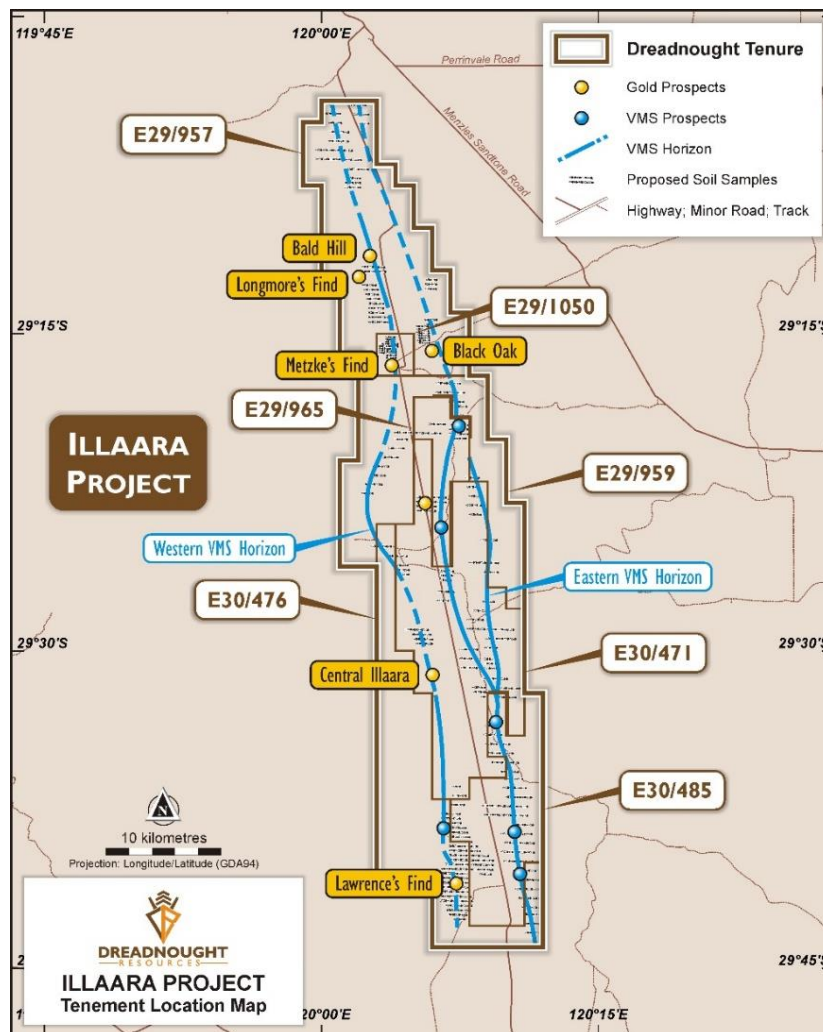 119°45'E
120°00'E
Perrinvale Road
Menzies Sandtone Road
Dreadnought Tenure
Gold Prospects
VMS Prospects
VMS Horizon
Proposed Soil Samples
Highway; Minor Road; Track
E29/957
Bald Hill
Longmore's Find
E29/1050
29°15'S
29°15'S
Black Oak
Metzke's Find
E29/965
ILLAARA
PROJECT
E29/959
Western VMS Horizon
Eastern VMS Horizon
E30/476
29°30'S
29°30'S
E30/471
Central Illaara
E30/485
N
10 kilometres
Projection: Longitude/Latitude (GDA94)
Lawrence's Find
DREADNOUGHT
RESOURCES
ILLAARA PROJECT
Tenement Location Map
29°45'S
120°00'E
120°15'E